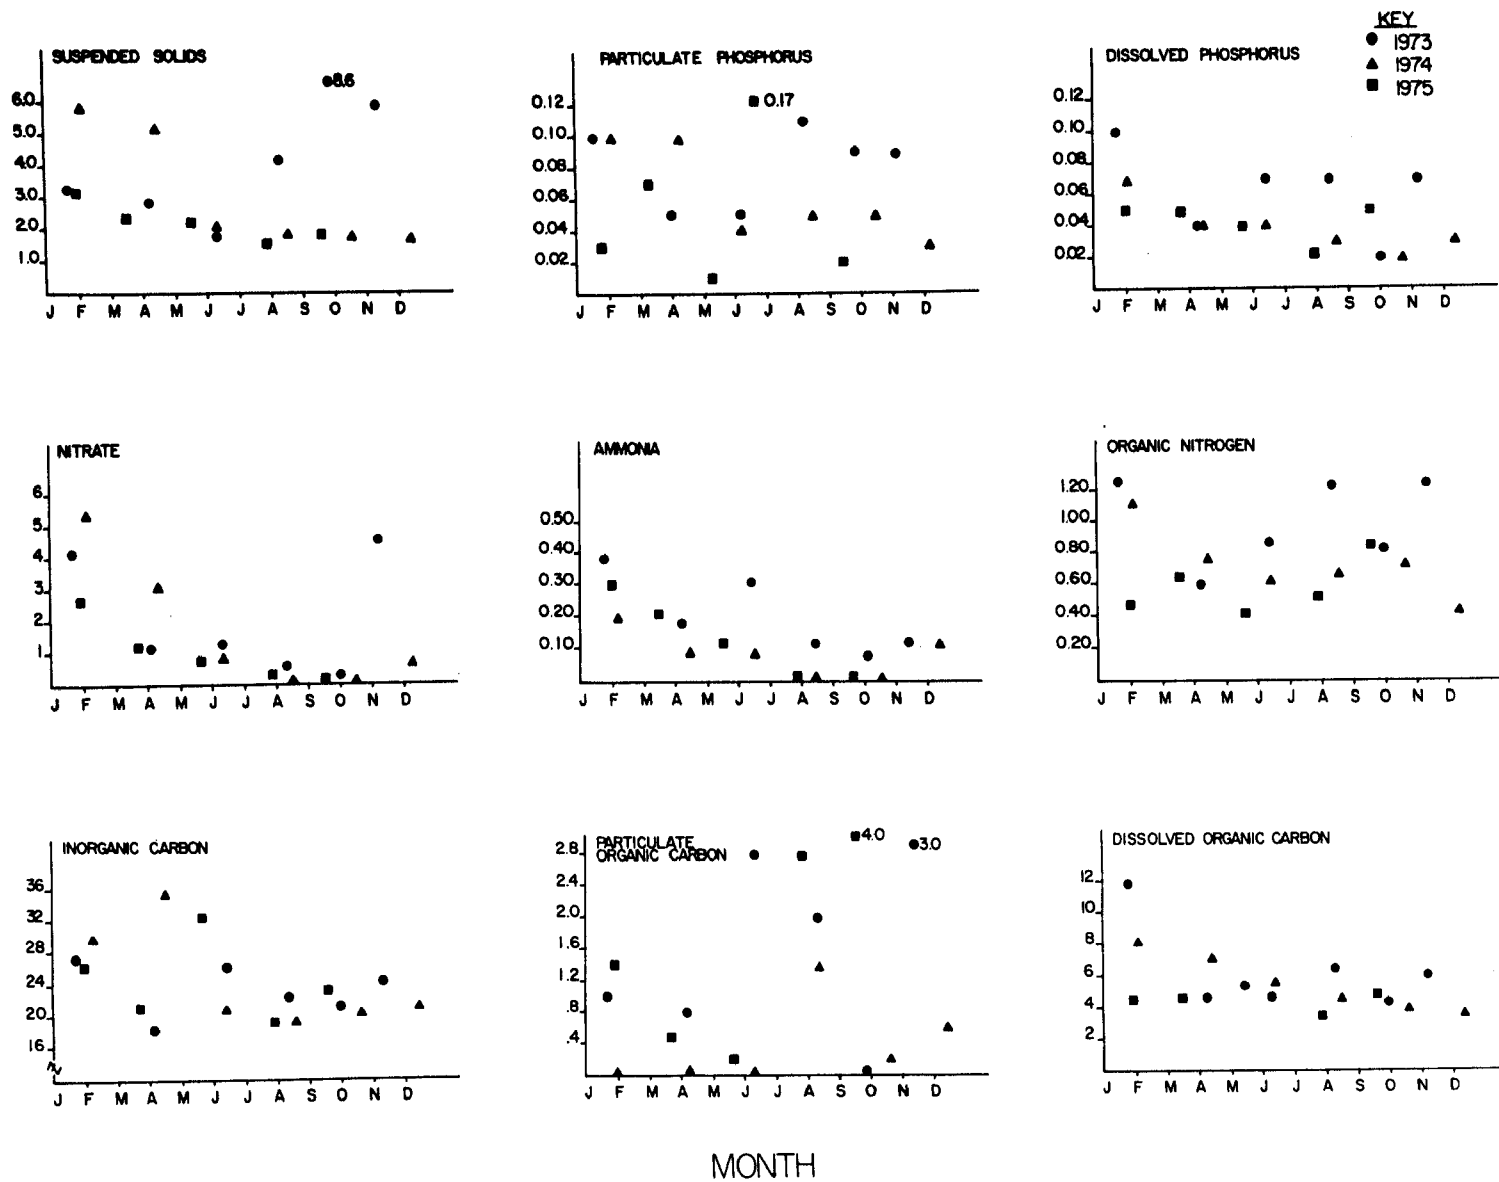 KEY
1973
1974
1975
SUSPENDED SOLIDS
8.6
6.0
5.0
4.0
3.0
2.0
1.0
J F M A M J J A S O N D
PARTICULATE PHOSPHORUS
0.17
0.12
0.10
0.08
0.06
0.04
0.02
J F M A M J J A S O N D
DISSOLVED PHOSPHORUS
0.12
0.10
0.08
0.06
0.04
0.02
J F M A M J J A S O N D
NITRATE
6
5
4
3
2
1
J F M A M J J A S O N D
AMMONIA
0.50
0.40
0.30
0.20
0.10
J F M A M J J A S O N D
ORGANIC NITROGEN
1.20
1.00
0.80
0.60
0.40
0.20
J F M A M J J A S O N D
INORGANIC CARBON
36
32
28
24
20
16
J F M A M J J A S O N D
PARTICULATE
ORGANIC CARBON
4.0
3.0
2.8
2.4
2.0
1.6
1.2
.8
.4
J F M A M J J A S O N D
DISSOLVED ORGANIC CARBON
12
10
8
6
4
2
J F M A M J J A S O N D
MONTH